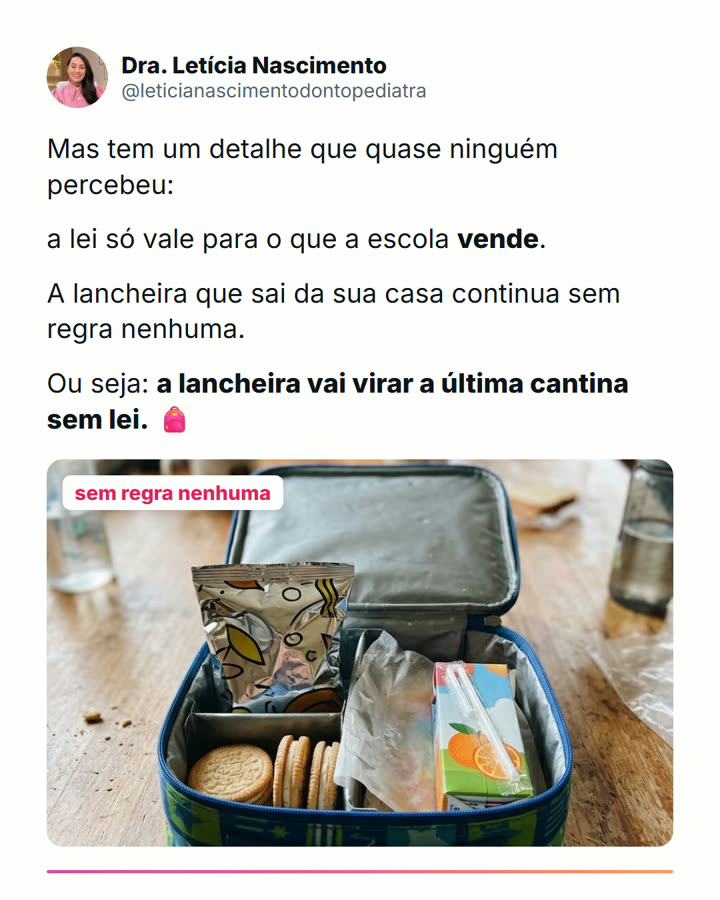 Dra. Letícia Nascimento
@leticianascimentodontopediatra
Mas tem um detalhe que quase ninguém
percebeu:
a lei só vale para o que a escola vende.
A lancheira que sai da sua casa continua sem
regra nenhuma.
Ou seja: a lancheira vai virar a última cantina
sem lei. 🎒
sem regra nenhuma